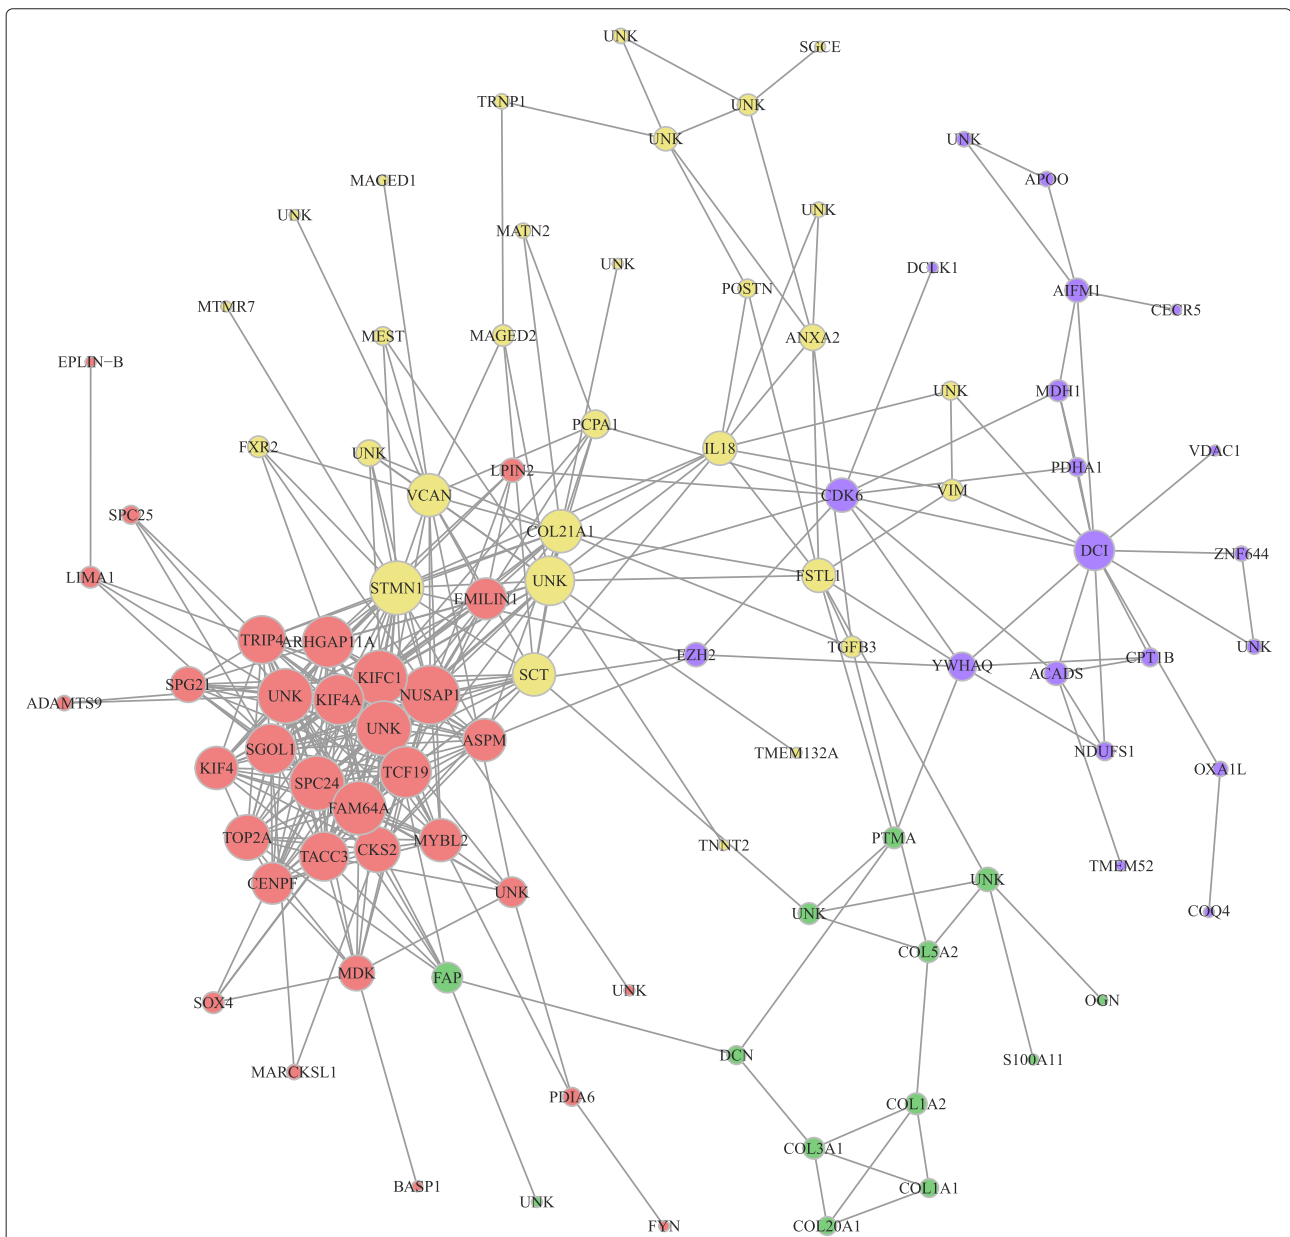 UNK
SGCE
TRNP1
UNK
UNK
UNK
APOO
MAGED1
UNK
UNK
MATN2
UNK
DCLK1
POSTN
AIFM1
MTMR7
CECR5
MEST
MAGED2
ANXA2
EPLIN−B
UNK
MDH1
PCPA1
FXR2
UNK
IL18
VDAC1
LPIN2
PDHA1
VCAN
CDK6
VIM
SPC25
COL21A1
DCI
ZNF644
LIMA1
STMN1
UNK
FSTL1
EMILIN1
TRIP4
ARHGAP11A
TGFB3
UNK
EZH2
CPT1B
YWHAQ
ACADS
SPG21
KIFC1
SCT
ADAMTS9
UNK
KIF4A
NUSAP1
UNK
ASPM
SGOL1
TMEM132A
NDUFS1
KIF4
TCF19
OXA1L
SPC24
FAM64A
TOP2A
MYBL2
TNNT2
PTMA
TACC3
CKS2
TMEM52
CENPF
UNK
UNK
UNK
COQ4
COL5A2
MDK
FAP
UNK
SOX4
OGN
DCN
S100A11
MARCKSL1
PDIA6
COL1A2
COL3A1
BASP1
COL1A1
UNK
FYN
COL20A1